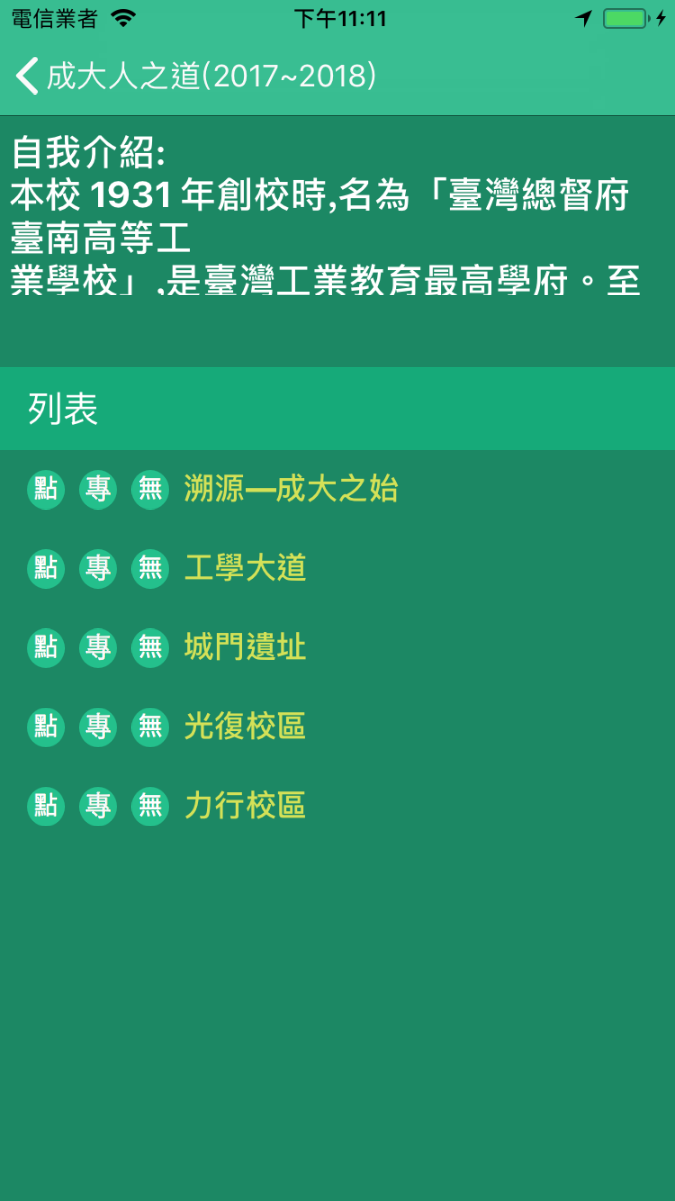 電信業者 下午11:11
成大人之道(2017~2018)
自我介紹:
本校 1931 年創校時,名為「臺灣總督府
臺南高等工
業學校」,是臺灣工業教育最高學府。至
列表
點 專 無 溯源—成大之始
點 專 無 工學大道
點 專 無 城門遺址
點 專 無 光復校區
點 專 無 力行校區